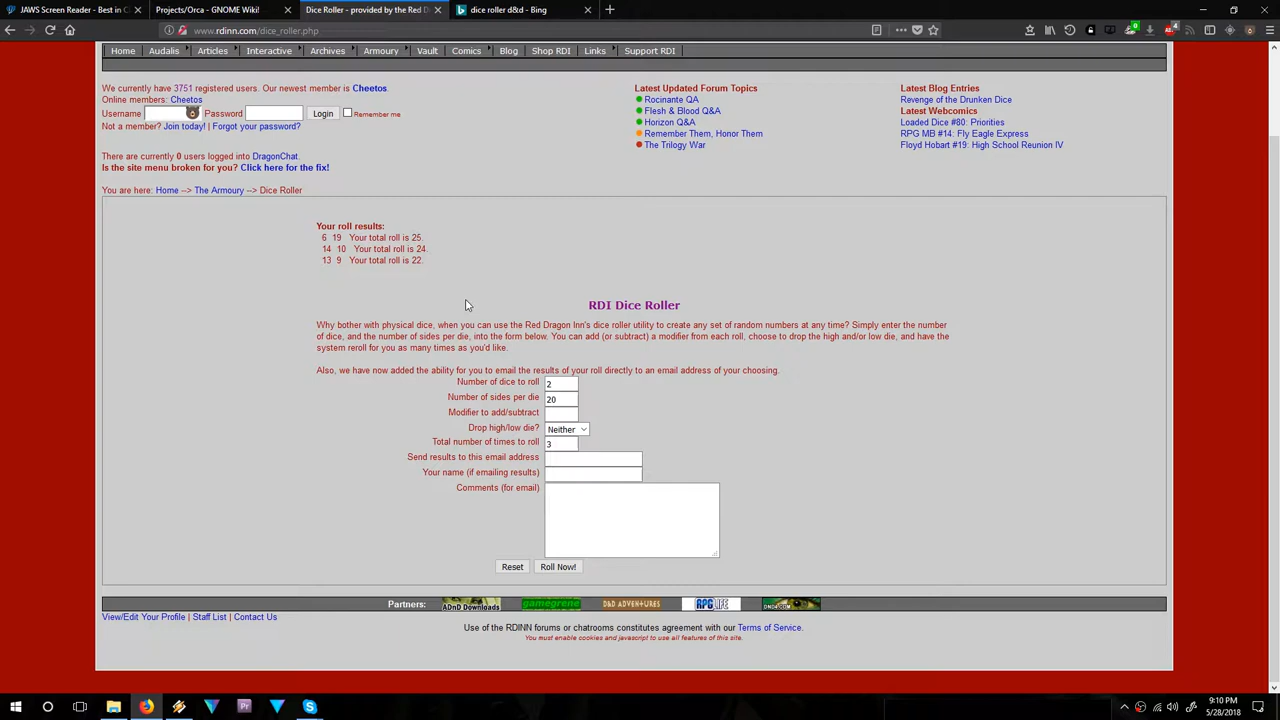 JAWS Screen Reader - Best in C
Projects/Orca - GNOME Wiki!
Dice Roller - provided by the Red D
dice roller d&d - Bing
www.rdinn.com/dice_roller.php
Home Audalis Articles Interactive Archives Armoury Vault Comics Blog Shop RDI Links Support RDI
We currently have 3751 registered users. Our newest member is Cheetos.
Online members: Cheetos
Username Password Login Remember me
Not a member? Join today! | Forgot your password?
There are currently 0 users logged into DragonChat.
Is the site menu broken for you? Click here for the fix!
Latest Updated Forum Topics
Rocinante QA
Flesh & Blood Q&A
Horizon Q&A
Remember Them, Honor Them
The Trilogy War
Latest Blog Entries
Revenge of the Drunken Dice
Latest Webcomics
Loaded Dice #80: Priorities
RPG MB #14: Fly Eagle Express
Floyd Hobart #19: High School Reunion IV
You are here: Home --> The Armoury --> Dice Roller
Your roll results:
6 19 Your total roll is 25.
14 10 Your total roll is 24.
13 9 Your total roll is 22.
RDI Dice Roller
Why bother with physical dice, when you can use the Red Dragon Inn's dice roller utility to create any set of random numbers at any time? Simply enter the number
of dice, and the number of sides per die, into the form below. You can add (or subtract) a modifier from each roll, choose to drop the high and/or low die, and have the
system reroll for you as many times as you'd like.
Also, we have now added the ability for you to email the results of your roll directly to an email address of your choosing.
Number of dice to roll 2
Number of sides per die 20
Modifier to add/subtract
Drop high/low die? Neither
Total number of times to roll 3
Send results to this email address
Your name (if emailing results)
Comments (for email)
Reset Roll Now!
Partners: ADnD Downloads gamegrene D&D ADVENTURES RPGLIFE
View/Edit Your Profile | Staff List | Contact Us
Use of the RDINN forums or chatrooms constitutes agreement with our Terms of Service.
You must enable cookies and javascript to use all features of this site.
9:10 PM
5/28/2018